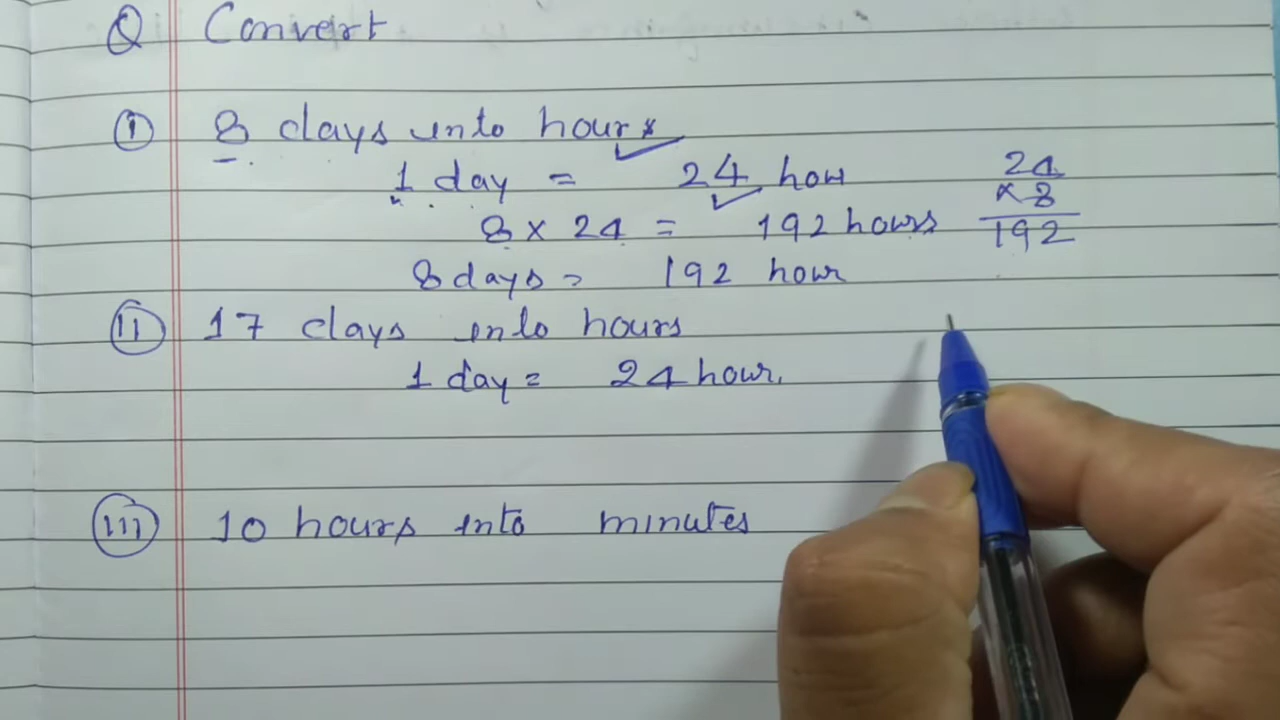 Q Convert
(i) 8 days into hours
1 day = 24 hour
24
× 8
192
8 × 24 = 192 hours
8 days = 192 hour
(ii) 17 days into hours
1 day = 24 hour.
(iii) 10 hours into minutes